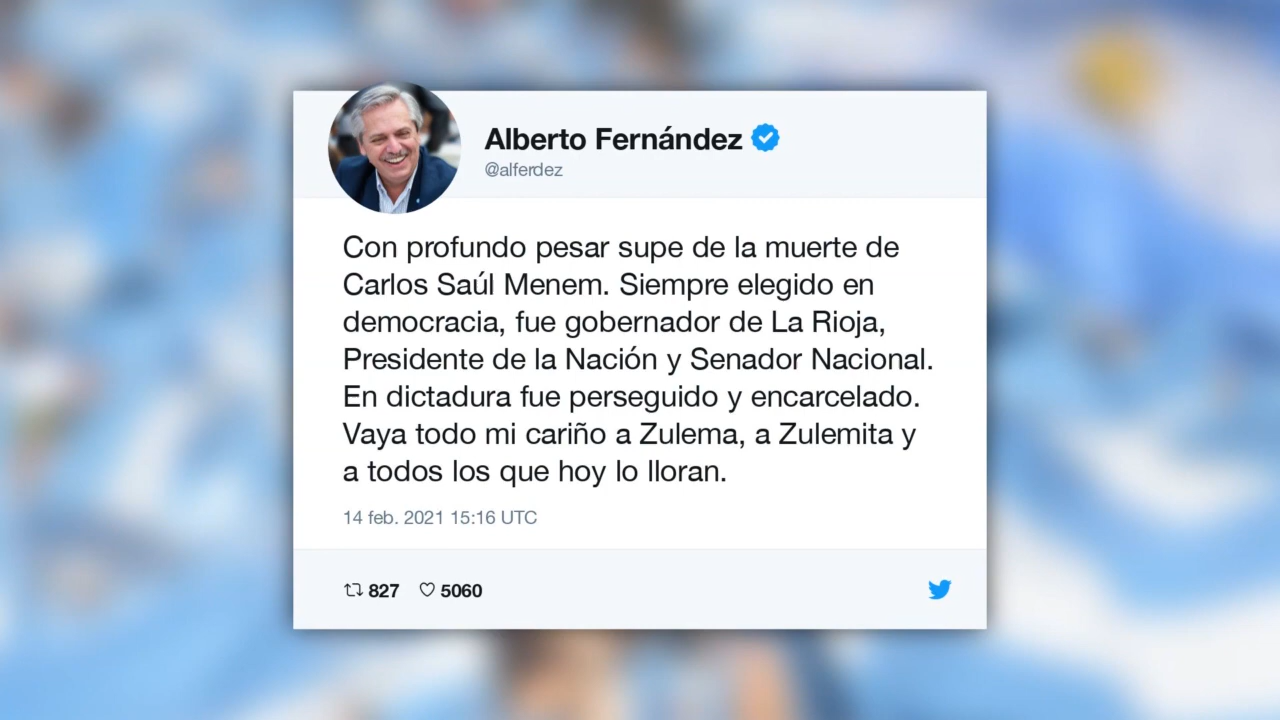 Alberto Fernández
@alferdez
Con profundo pesar supe de la muerte de
Carlos Saúl Menem. Siempre elegido en
democracia, fue gobernador de La Rioja,
Presidente de la Nación y Senador Nacional.
En dictadura fue perseguido y encarcelado.
Vaya todo mi cariño a Zulema, a Zulemita y
a todos los que hoy lo lloran.
14 feb. 2021 15:16 UTC
827 5060